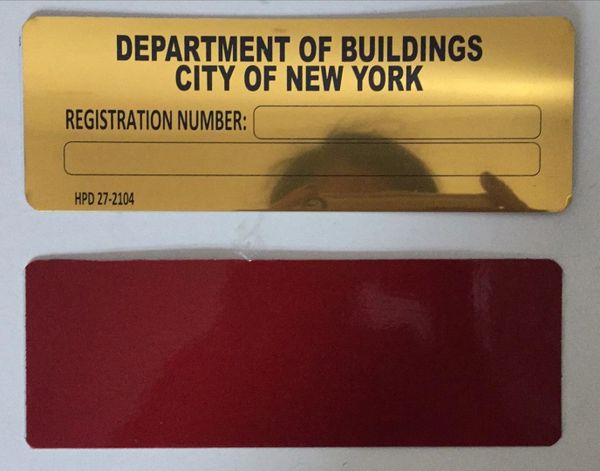 DEPARTMENT OF BUILDINGS
CITY OF NEW YORK
REGISTRATION NUMBER:
HPD 27-2104